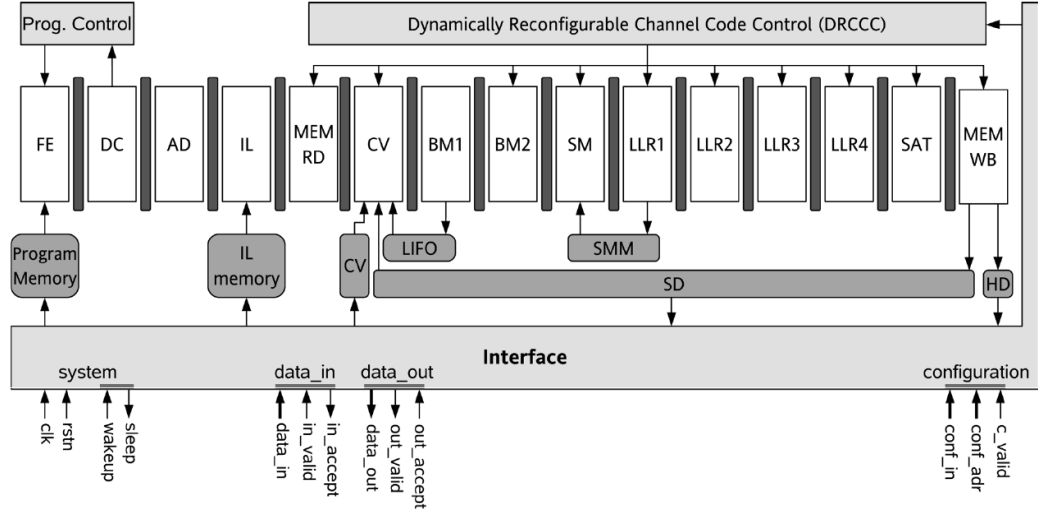 Prog. Control
Dynamically Reconfigurable Channel Code Control (DRCCC)
FE
DC
AD
IL
MEM
RD
CV
BM1
BM2
SM
LLR1
LLR2
LLR3
LLR4
SAT
MEM
WB
Program
Memory
IL
memory
CV
LIFO
SMM
SD
HD
Interface
system
data_in
data_out
configuration
clk
rstn
wakeup
sleep
data_in
in_valid
in_accept
data_out
out_valid
out_accept
conf_in
conf_adr
c_valid